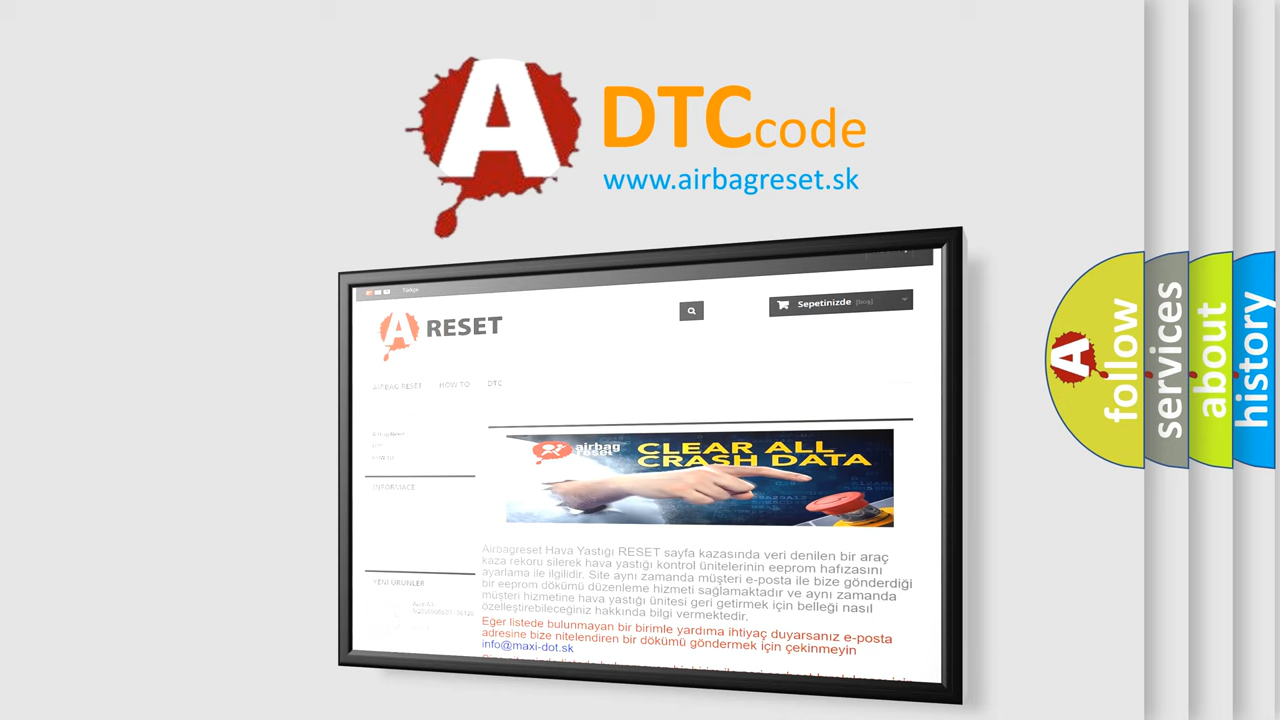 A DTC code
www.airbagreset.sk
Türkçe
A RESET
Sepetinizde [boş]
AIRBAG RESET HOW TO DTC
INFORMACE
airbag
reset
CLEAR ALL
CRASH DATA
Airbagreset Hava Yastığı RESET sayfa kazasında veri denilen bir araç
kaza rekoru silerek hava yastığı kontrol ünitelerinin eeprom hafızasını
ayarlama ile ilgilidir. Site aynı zamanda müşteri e-posta ile bize gönderdiği
bir eeprom dökümü düzenleme hizmeti sağlamaktadır ve aynı zamanda
müşteri hizmetine hava yastığı ünitesi geri getirmek için belleği nasıl
özelleştirebileceğiniz hakkında bilgi vermektedir.
Eğer listede bulunmayan bir birimle yardıma ihtiyaç duyarsanız e-posta
adresine bize nitelendiren bir dökümü göndermek için çekinmeyin
info@maxi-dot.sk
YENİ ÜRÜNLER
A follow
services
about
history